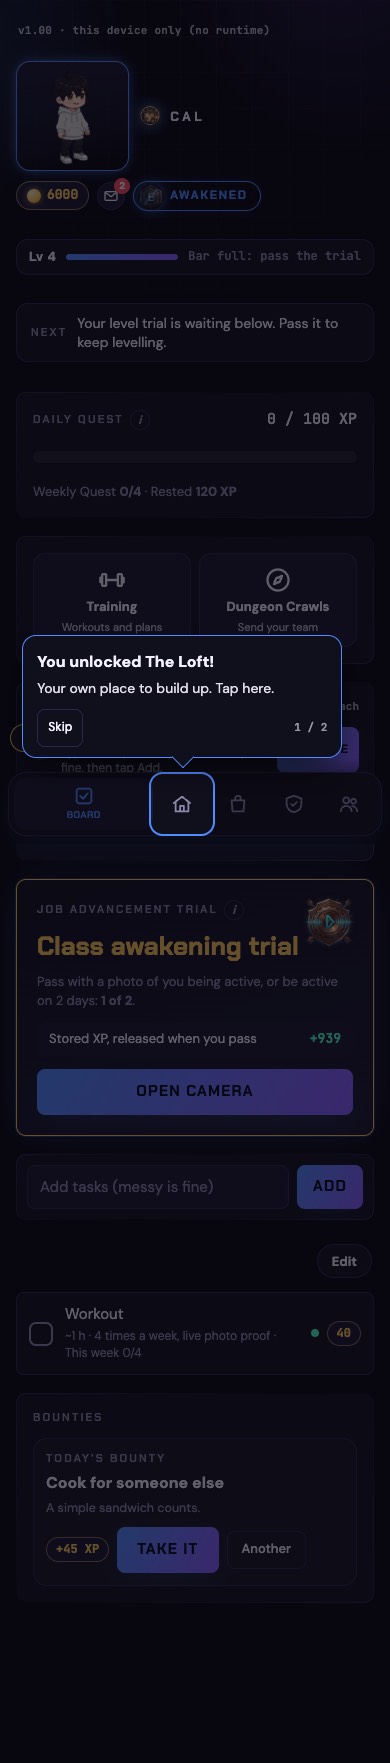 v1.00 · this device only (no runtime)
CAL
6000
2
E AWAKENED
Lv 4
Bar full: pass the trial
NEXT
Your level trial is waiting below. Pass it to
keep levelling.
DAILY QUEST i
0 / 100 XP
Weekly Quest 0/4 · Rested 120 XP
Training
Workouts and plans
Dungeon Crawls
Send your team
You unlocked The Loft!
Your own place to build up. Tap here.
Skip
1 / 2
fine, then tap Add.
BOARD
JOB ADVANCEMENT TRIAL i
Class awakening trial
Pass with a photo of you being active, or be active
on 2 days: 1 of 2.
Stored XP, released when you pass
+939
OPEN CAMERA
Add tasks (messy is fine)
ADD
Edit
Workout
~1 h · 4 times a week, live photo proof ·
This week 0/4
40
BOUNTIES
TODAY'S BOUNTY
Cook for someone else
A simple sandwich counts.
+45 XP
TAKE IT
Another